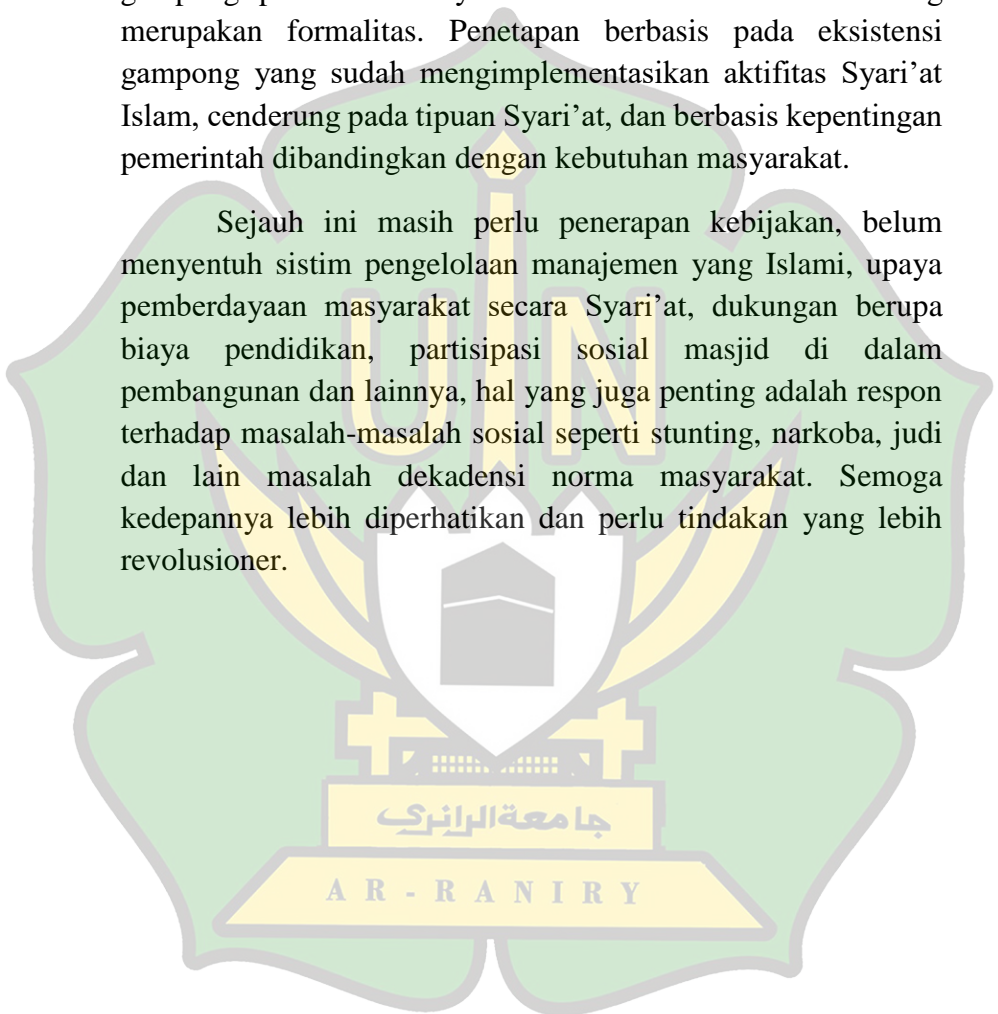 merupakan formalitas. Penetapan berbasis pada eksistensi
gampong yang sudah mengimplementasikan aktifitas Syari’at
Islam, cenderung pada tipuan Syari’at, dan berbasis kepentingan
pemerintah dibandingkan dengan kebutuhan masyarakat.
Sejauh ini masih perlu penerapan kebijakan, belum
menyentuh sistim pengelolaan manajemen yang Islami, upaya
pemberdayaan masyarakat secara Syari’at, dukungan berupa
biaya pendidikan, partisipasi sosial masjid di dalam
pembangunan dan lainnya, hal yang juga penting adalah respon
terhadap masalah-masalah sosial seperti stunting, narkoba, judi
dan lain masalah dekadensi norma masyarakat. Semoga
kedepannya lebih diperhatikan dan perlu tindakan yang lebih
revolusioner.
UIN
جامعةالرانري
AR-RANIRY